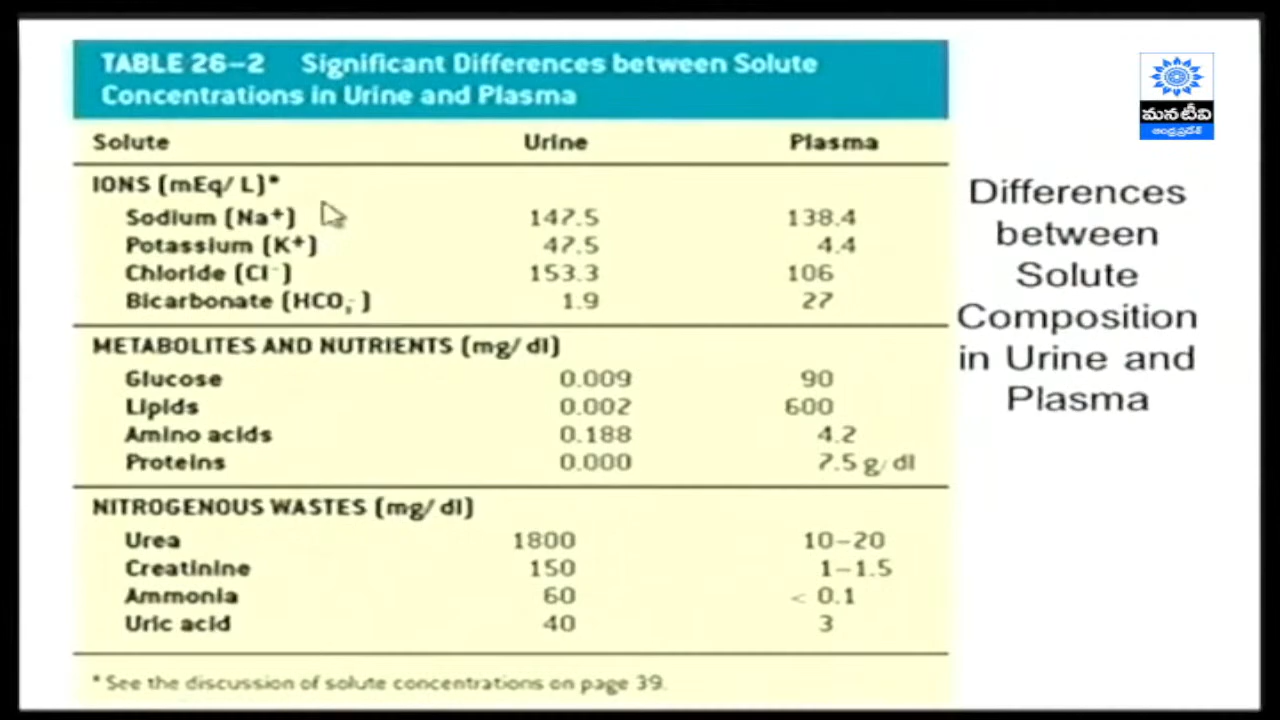 TABLE 26–2 Significant Differences between Solute
Concentrations in Urine and Plasma
Solute Urine Plasma
IONS (mEq/L)*
Sodium (Na+) 147.5 138.4
Potassium (K+) 47.5 4.4
Chloride (Cl-) 153.3 106
Bicarbonate (HCO3-) 1.9 27
METABOLITES AND NUTRIENTS (mg/dl)
Glucose 0.009 90
Lipids 0.002 600
Amino acids 0.188 4.2
Proteins 0.000 7.5 g/dl
NITROGENOUS WASTES (mg/dl)
Urea 1800 10–20
Creatinine 150 1–1.5
Ammonia 60 < 0.1
Uric acid 40 3
* See the discussion of solute concentrations on page 39.
మనటీవి
ఆంధ్రప్రదేశ్
Differences
between
Solute
Composition
in Urine and
Plasma